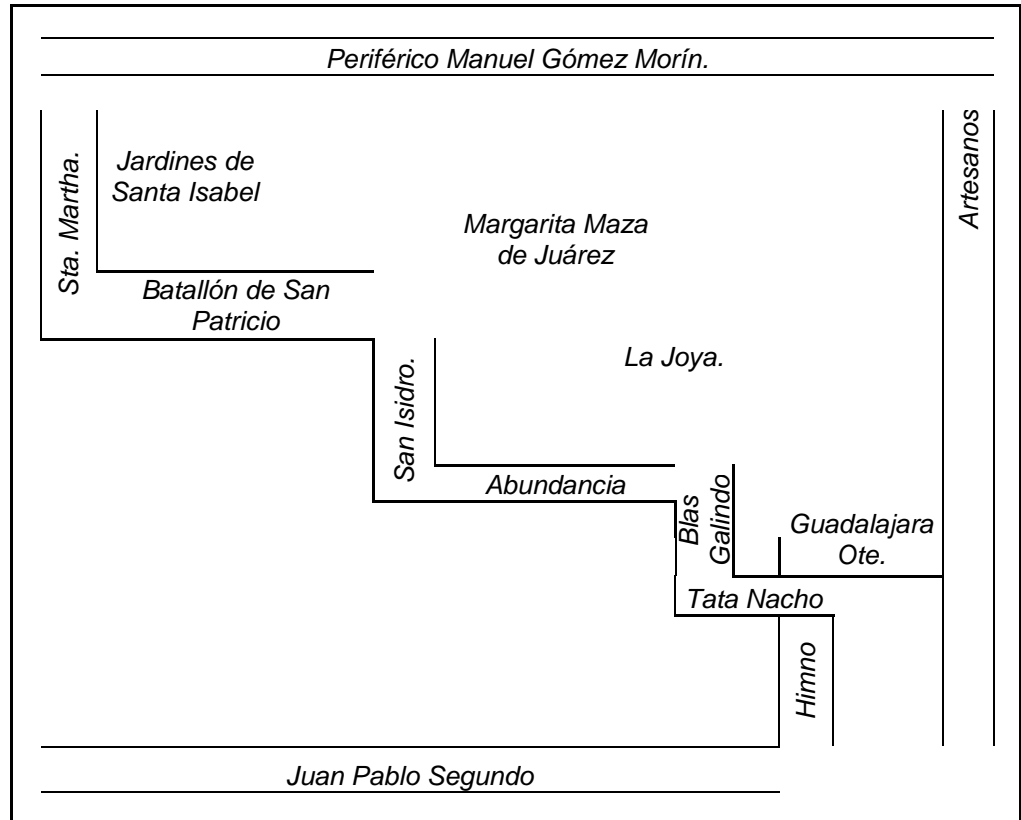 Periférico Manuel Gómez Morín.
Artesanos
Sta. Martha.
Jardines de
Santa Isabel
Margarita Maza
de Juárez
Batallón de San
Patricio
San Isidro.
La Joya.
Abundancia
Blas
Galindo
Guadalajara
Ote.
Tata Nacho
Himno
Juan Pablo Segundo